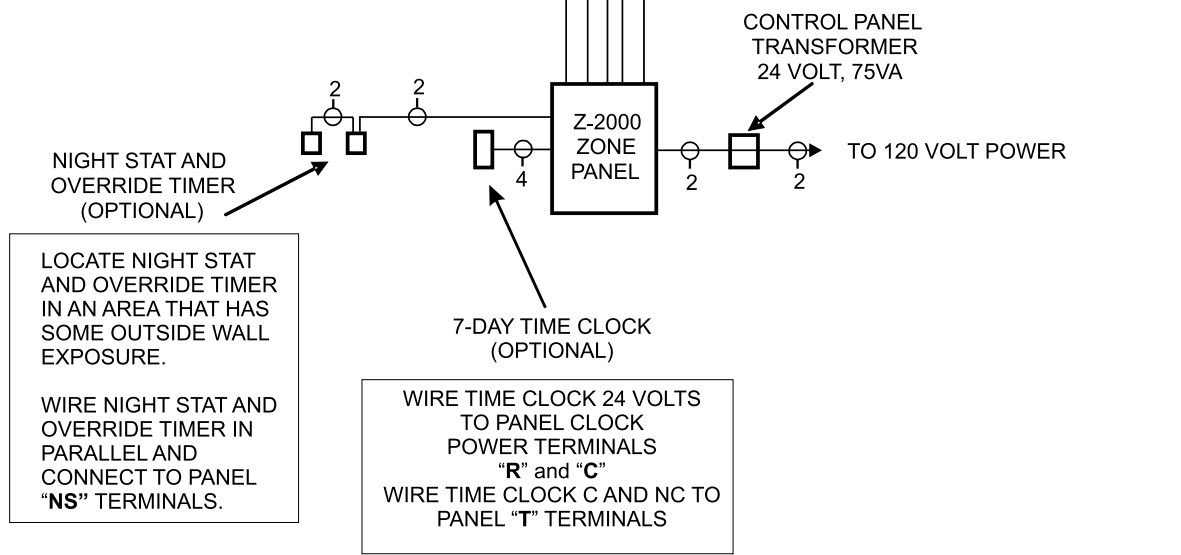 CONTROL PANEL
TRANSFORMER
24 VOLT, 75VA
2
2
Z-2000
ZONE
PANEL
4
2
2
TO 120 VOLT POWER
NIGHT STAT AND
OVERRIDE TIMER
(OPTIONAL)
LOCATE NIGHT STAT
AND OVERRIDE TIMER
IN AN AREA THAT HAS
SOME OUTSIDE WALL
EXPOSURE.
WIRE NIGHT STAT AND
OVERRIDE TIMER IN
PARALLEL AND
CONNECT TO PANEL
“NS” TERMINALS.
7-DAY TIME CLOCK
(OPTIONAL)
WIRE TIME CLOCK 24 VOLTS
TO PANEL CLOCK
POWER TERMINALS
“R” and “C”
WIRE TIME CLOCK C AND NC TO
PANEL “T” TERMINALS